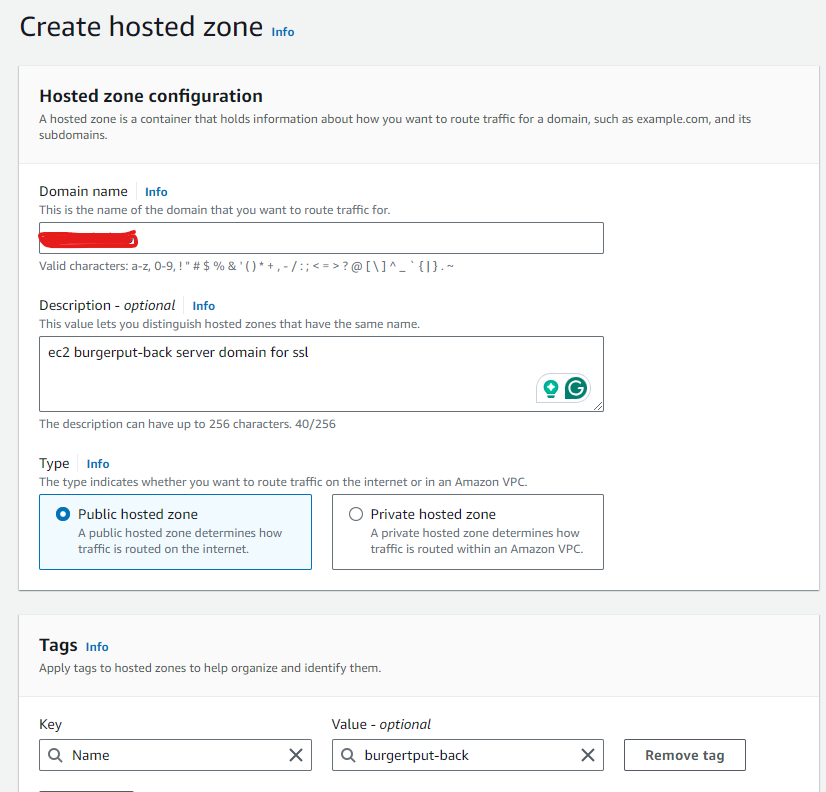 Create hosted zone Info
Hosted zone configuration
A hosted zone is a container that holds information about how you want to route traffic for a domain, such as example.com, and its
subdomains.
Domain name Info
This is the name of the domain that you want to route traffic for.
Valid characters: a-z, 0-9, ! " # $ % & ' ( ) * + , - / : ; < = > ? @ [ \ ] ^ _ ` { | } . ~
Description - optional Info
This value lets you distinguish hosted zones that have the same name.
ec2 burgerput-back server domain for ssl
The description can have up to 256 characters. 40/256
Type Info
The type indicates whether you want to route traffic on the internet or in an Amazon VPC.
Public hosted zone
A public hosted zone determines how
traffic is routed on the internet.
Private hosted zone
A private hosted zone determines how
traffic is routed within an Amazon VPC.
Tags Info
Apply tags to hosted zones to help organize and identify them.
Key
Value - optional
Name
burgertput-back
Remove tag